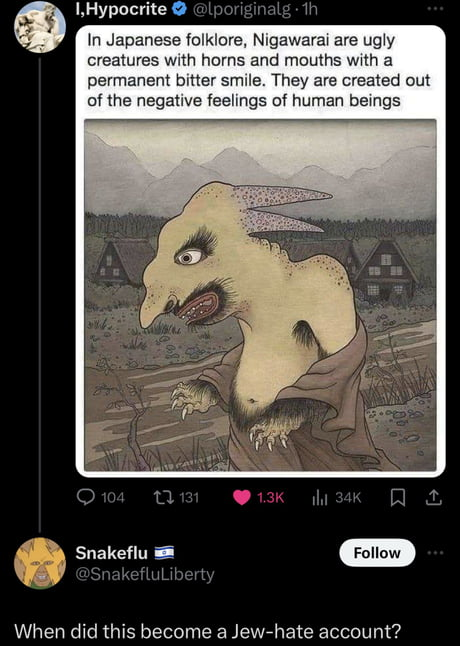 I,Hypocrite @lporiginalg · 1h
In Japanese folklore, Nigawarai are ugly
creatures with horns and mouths with a
permanent bitter smile. They are created out
of the negative feelings of human beings
104 131 1.3K 34K
Snakeflu 🇮🇱
Follow
@SnakefluLiberty
When did this become a Jew-hate account?